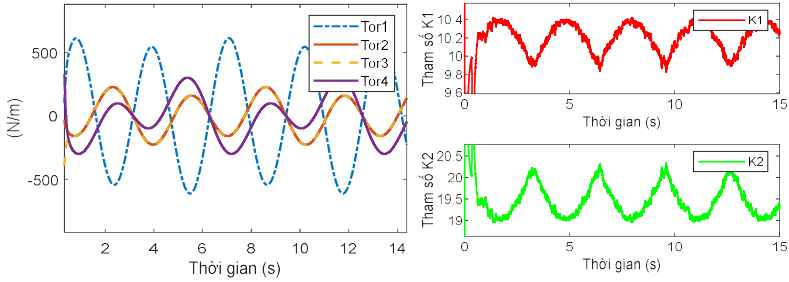 500
0
-500
(N/m)
2
4
6
8
10
12
14
Thời gian (s)
Tor1
Tor2
Tor3
Tor4
10.4
10.2
10
9.8
9.6
Tham số K1
0
5
10
15
Thời gian (s)
K1
20.5
20
19.5
19
Tham số K2
0
5
10
15
Thời gian (s)
K2